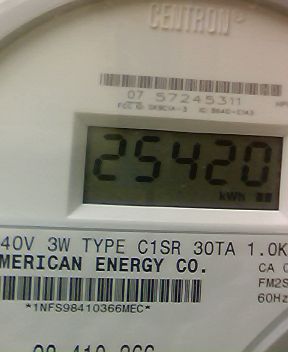 CENTRON®
07 57245311
25420
kWh
40V 3W TYPE C1SR 30TA 1.0K
MERICAN ENERGY CO.
CA 0
FM2S
60Hz
*1NFS98410366MEC*